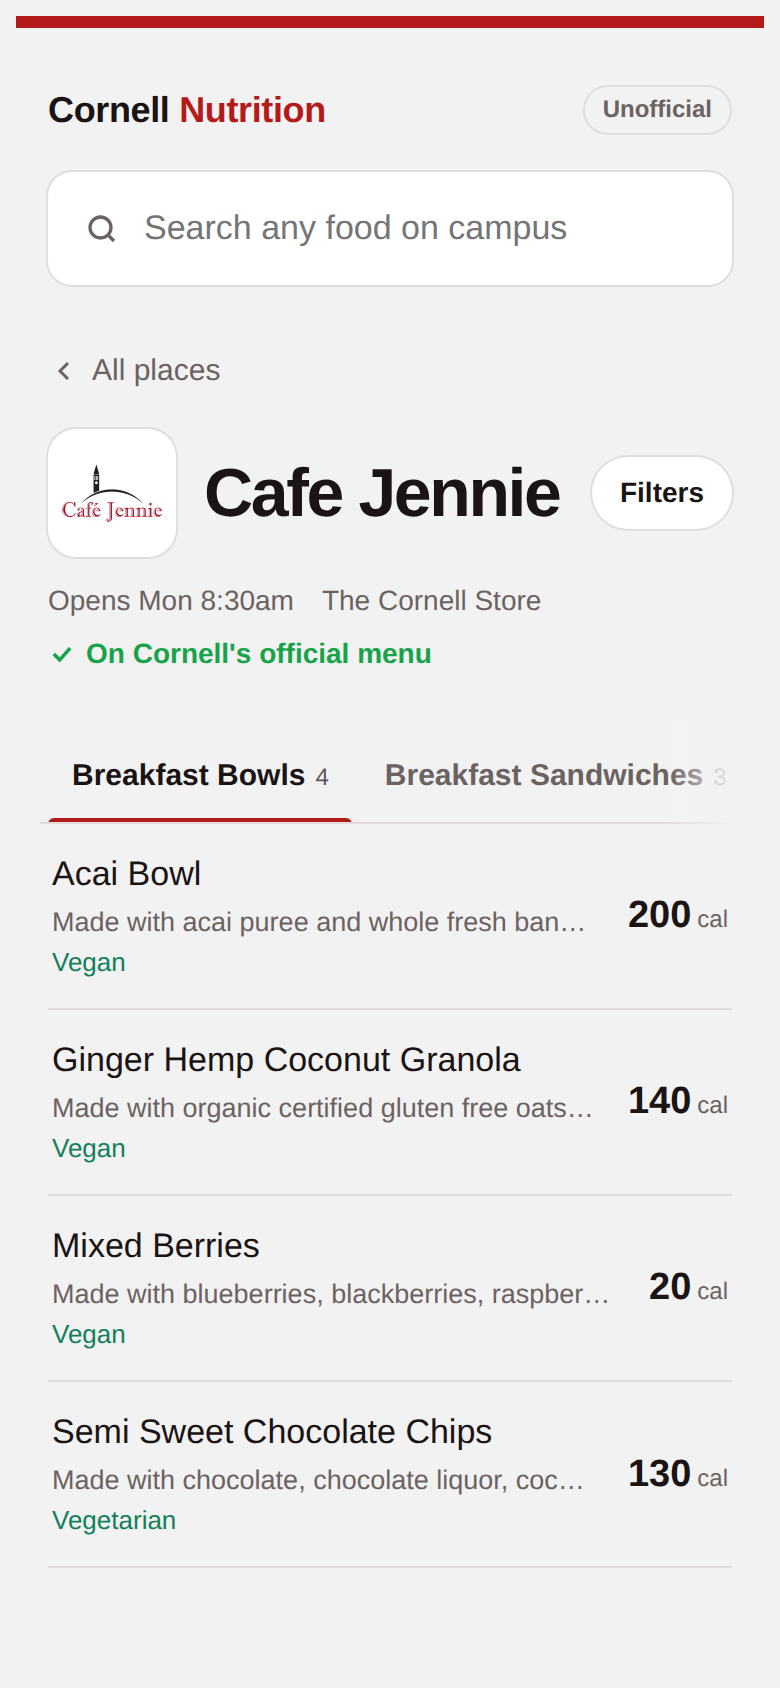 Cornell Nutrition
Unofficial
Search any food on campus
All places
Café Jennie
Cafe Jennie
Filters
Opens Mon 8:30am The Cornell Store
On Cornell's official menu
Breakfast Bowls 4 Breakfast Sandwiches 3
Acai Bowl
Made with acai puree and whole fresh ban…
Vegan
200 cal
Ginger Hemp Coconut Granola
Made with organic certified gluten free oats…
Vegan
140 cal
Mixed Berries
Made with blueberries, blackberries, raspber…
Vegan
20 cal
Semi Sweet Chocolate Chips
Made with chocolate, chocolate liquor, coc…
Vegetarian
130 cal